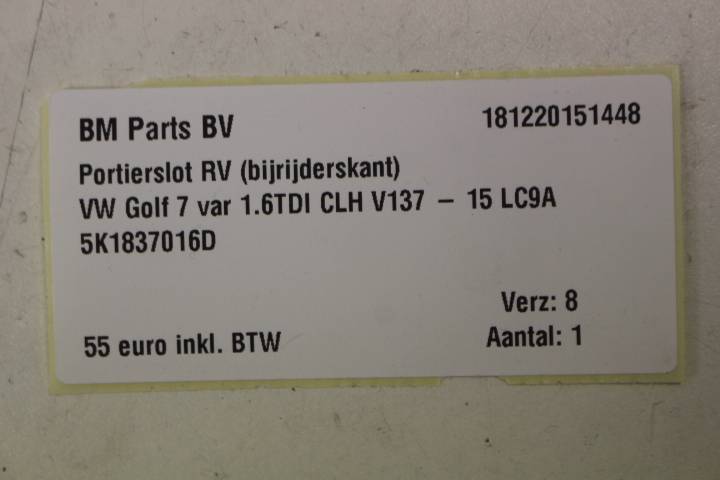 BM Parts BV 181220151448
Portierslot RV (bijrijderskant)
VW Golf 7 var 1.6TDI CLH V137 – 15 LC9A
5K1837016D
Verz: 8
55 euro inkl. BTW Aantal: 1